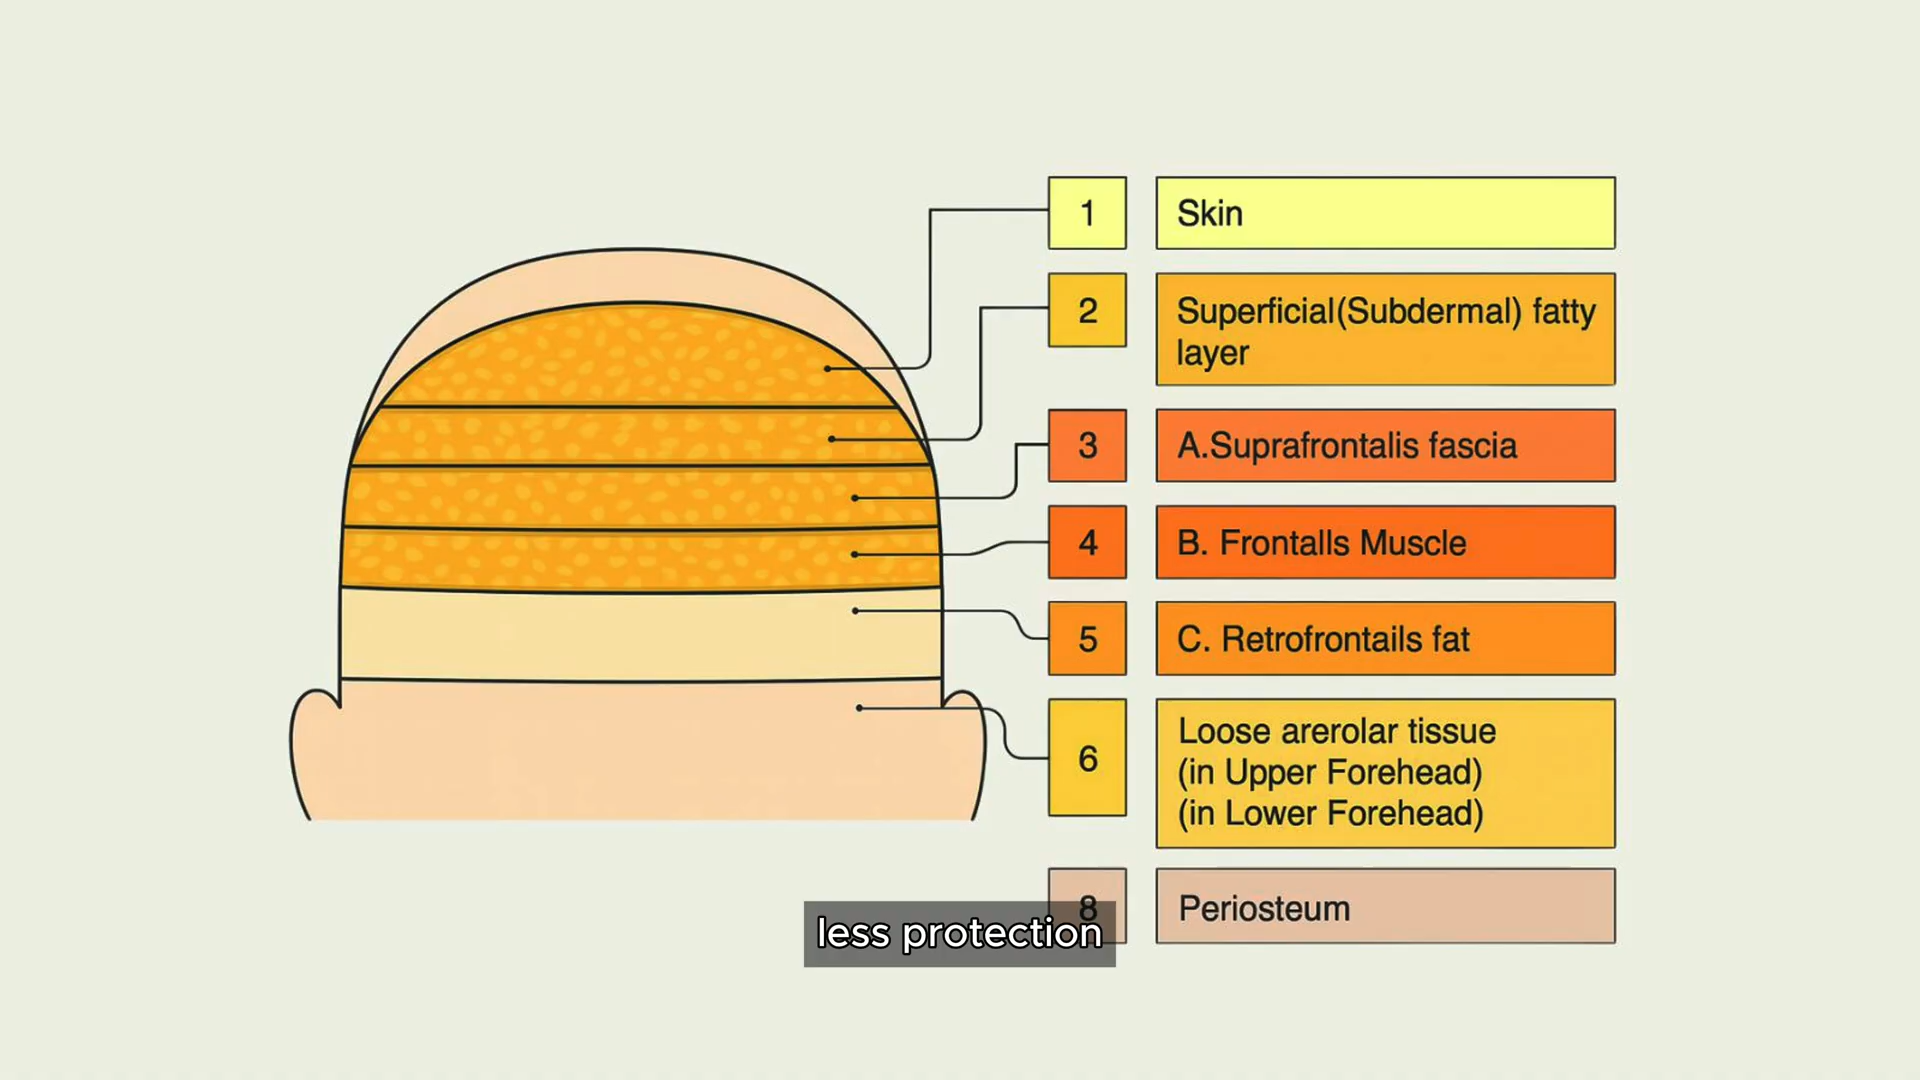 1
Skin
2
Superficial(Subdermal) fatty
layer
3
A.Suprafrontalis fascia
4
B. Frontalls Muscle
5
C. Retrofrontails fat
6
Loose arerolar tissue
(in Upper Forehead)
(in Lower Forehead)
8
Periosteum
less protection